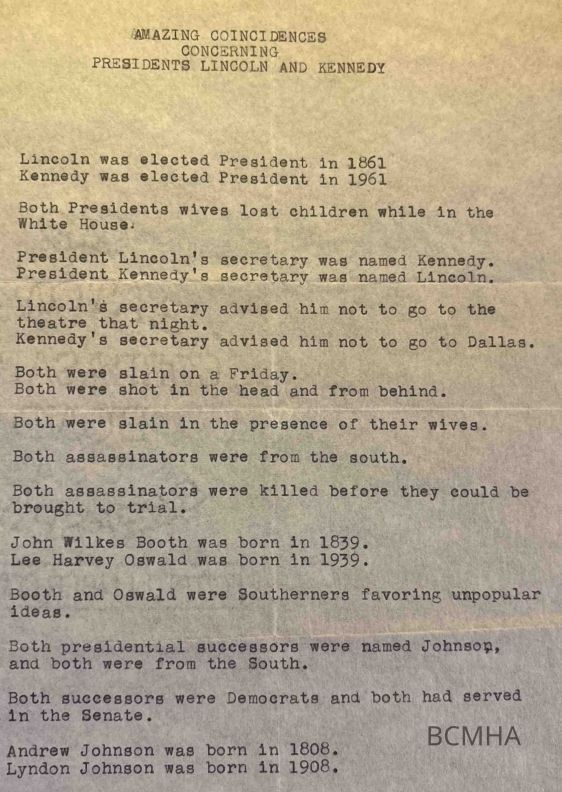 AMAZING COINCIDENCES
CONCERNING
PRESIDENTS LINCOLN AND KENNEDY
Lincoln was elected President in 1861
Kennedy was elected President in 1961
Both Presidents wives lost children while in the
White House.
President Lincoln's secretary was named Kennedy.
President Kennedy's secretary was named Lincoln.
Lincoln's secretary advised him not to go to the
theatre that night.
Kennedy's secretary advised him not to go to Dallas.
Both were slain on a Friday.
Both were shot in the head and from behind.
Both were slain in the presence of their wives.
Both assassinators were from the south.
Both assassinators were killed before they could be
brought to trial.
John Wilkes Booth was born in 1839.
Lee Harvey Oswald was born in 1939.
Booth and Oswald were Southerners favoring unpopular
ideas.
Both presidential successors were named Johnson,
and both were from the South.
Both successors were Democrats and both had served
in the Senate.
BCMHA
Andrew Johnson was born in 1808.
Lyndon Johnson was born in 1908.